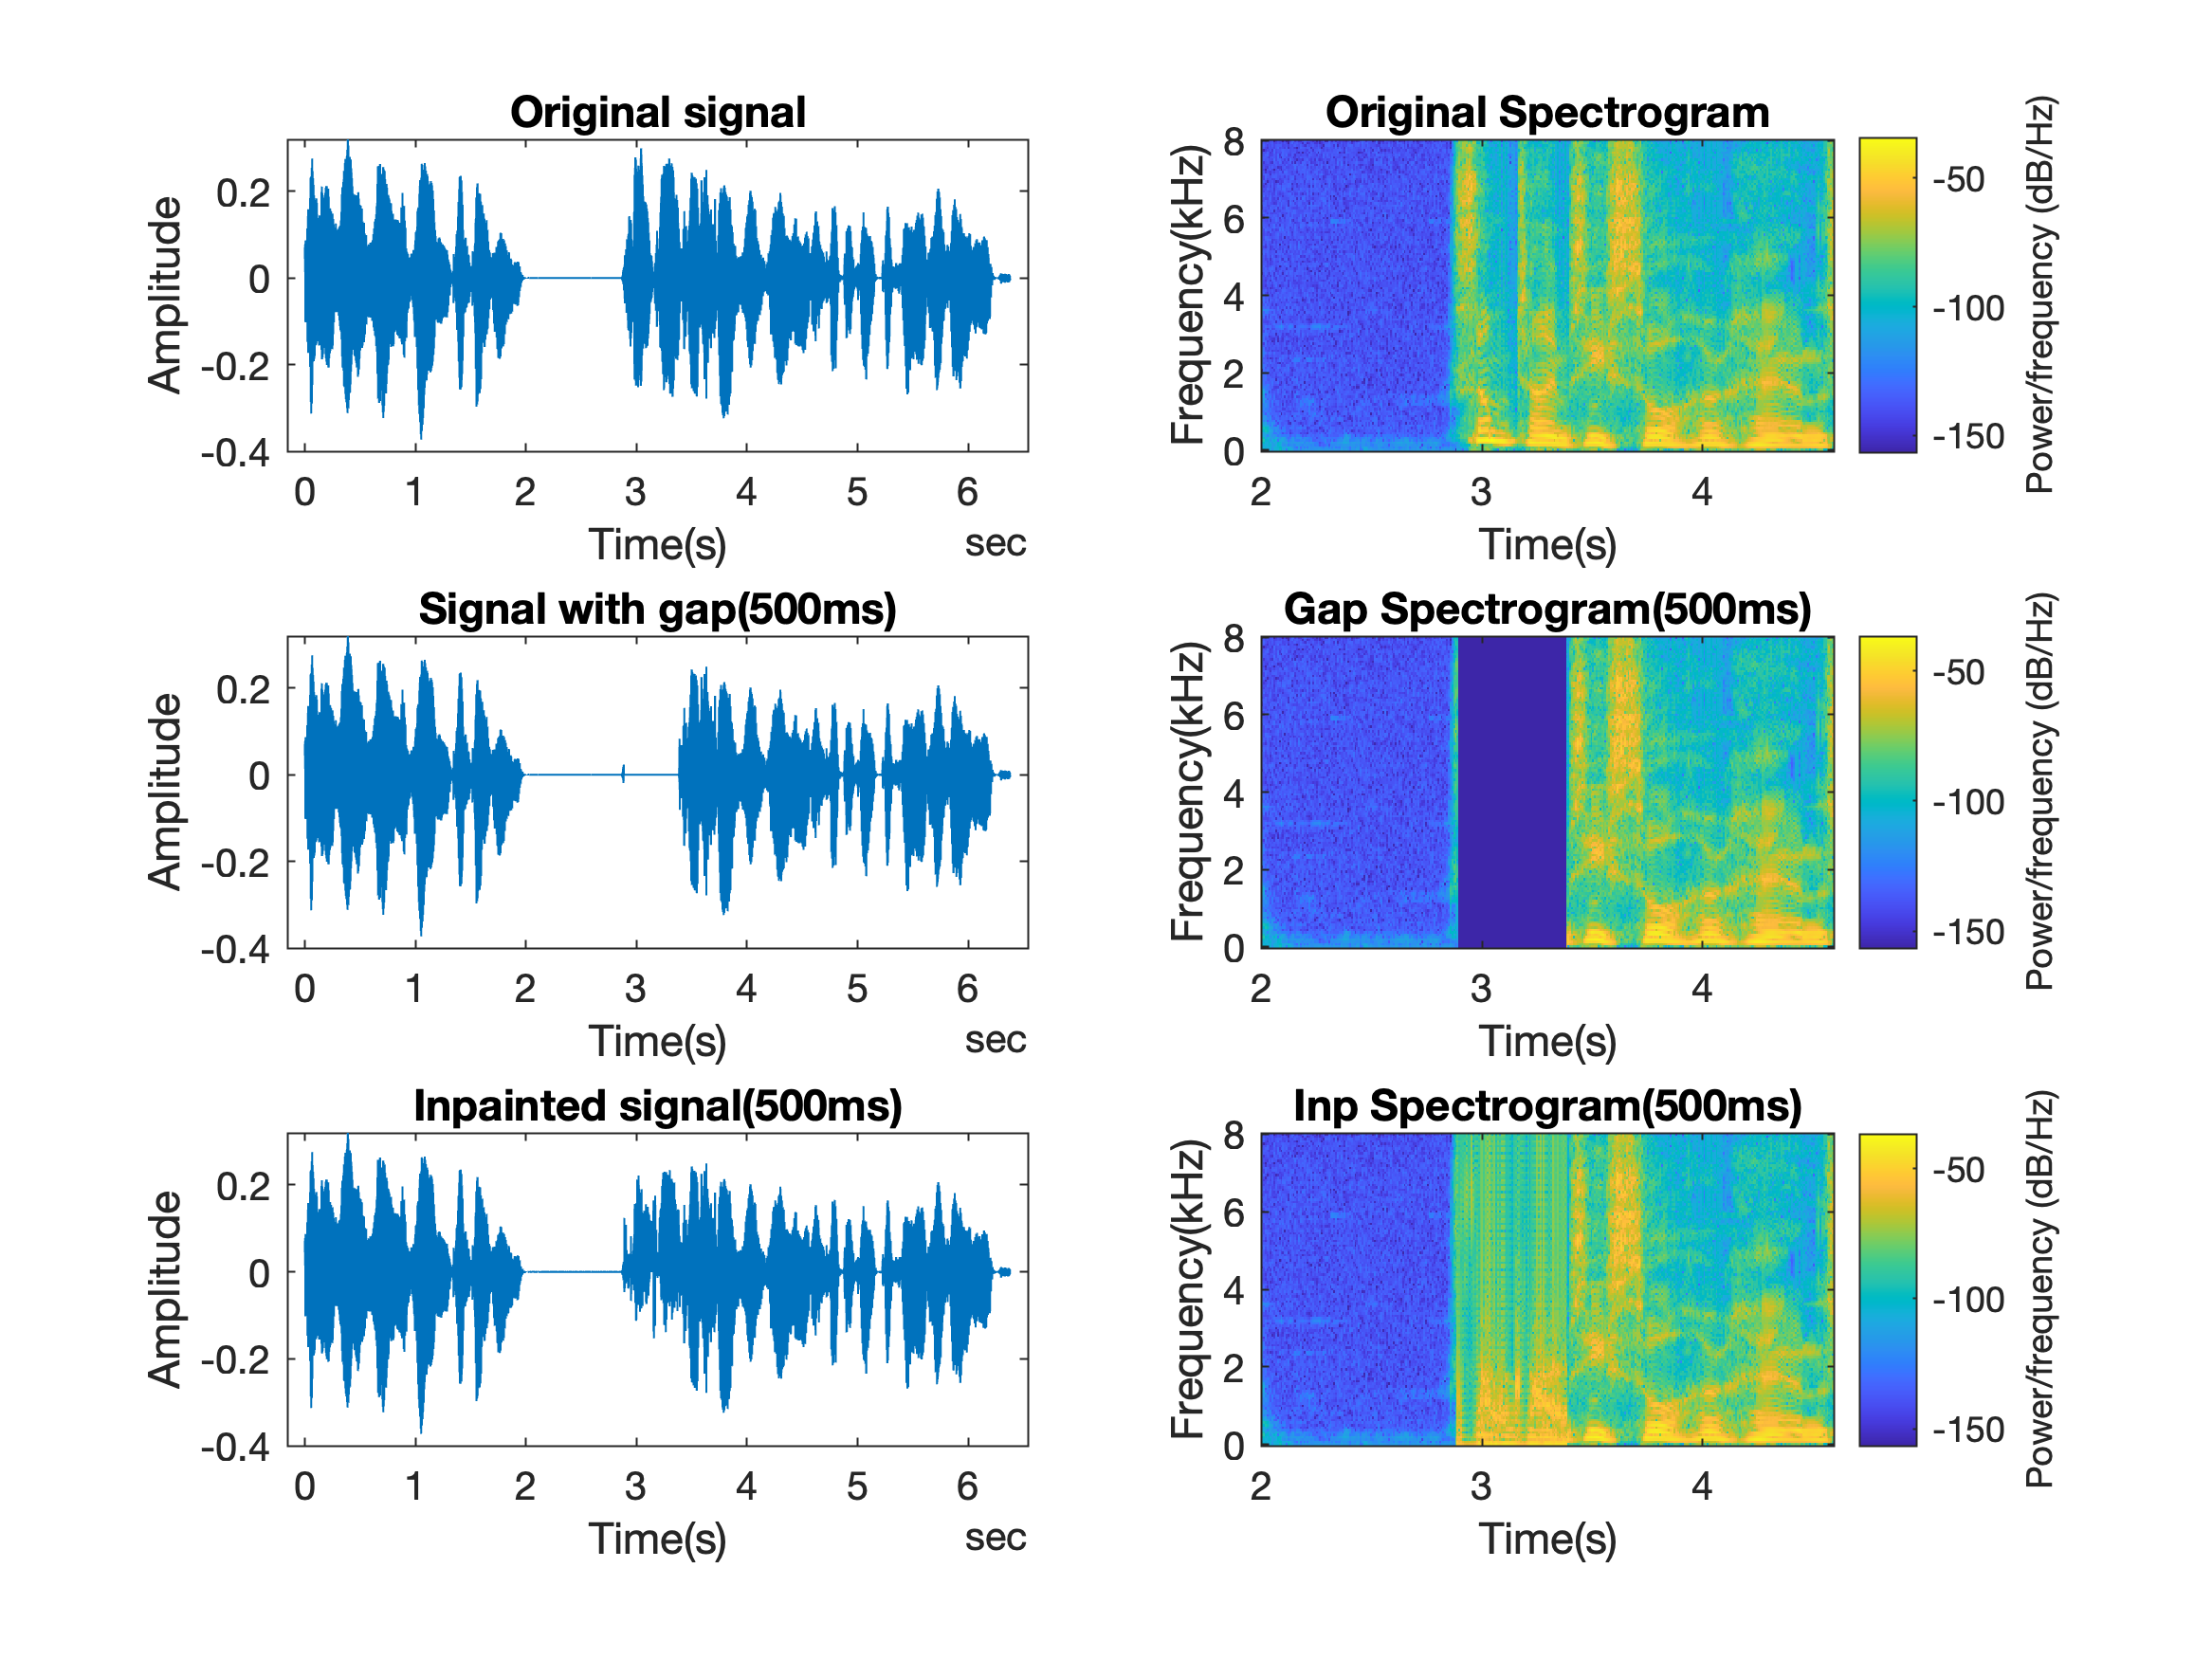 Original signal
Amplitude
0.2
0
-0.2
-0.4
0 1 2 3 4 5 6
Time(s)
sec
Original Spectrogram
Frequency(kHz)
8
6
4
2
0
2 3 4
Time(s)
-50
-100
-150
Power/frequency (dB/Hz)
Signal with gap(500ms)
Amplitude
0.2
0
-0.2
-0.4
0 1 2 3 4 5 6
Time(s)
sec
Gap Spectrogram(500ms)
Frequency(kHz)
8
6
4
2
0
2 3 4
Time(s)
-50
-100
-150
Power/frequency (dB/Hz)
Inpainted signal(500ms)
Amplitude
0.2
0
-0.2
-0.4
0 1 2 3 4 5 6
Time(s)
sec
Inp Spectrogram(500ms)
Frequency(kHz)
8
6
4
2
0
2 3 4
Time(s)
-50
-100
-150
Power/frequency (dB/Hz)